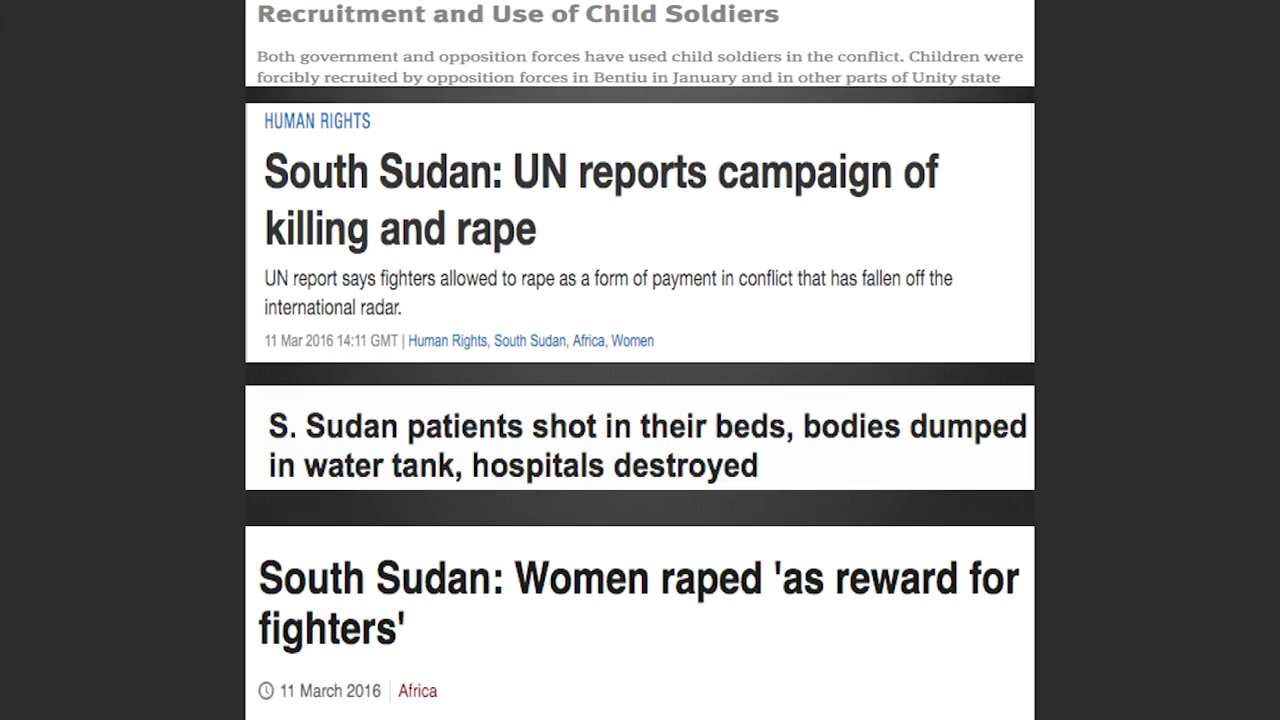 Recruitment and Use of Child Soldiers
Both government and opposition forces have used child soldiers in the conflict. Children were
forcibly recruited by opposition forces in Bentiu in January and in other parts of Unity state
HUMAN RIGHTS
South Sudan: UN reports campaign of
killing and rape
UN report says fighters allowed to rape as a form of payment in conflict that has fallen off the
international radar.
11 Mar 2016 14:11 GMT | Human Rights, South Sudan, Africa, Women
S. Sudan patients shot in their beds, bodies dumped
in water tank, hospitals destroyed
South Sudan: Women raped 'as reward for
fighters'
11 March 2016 | Africa